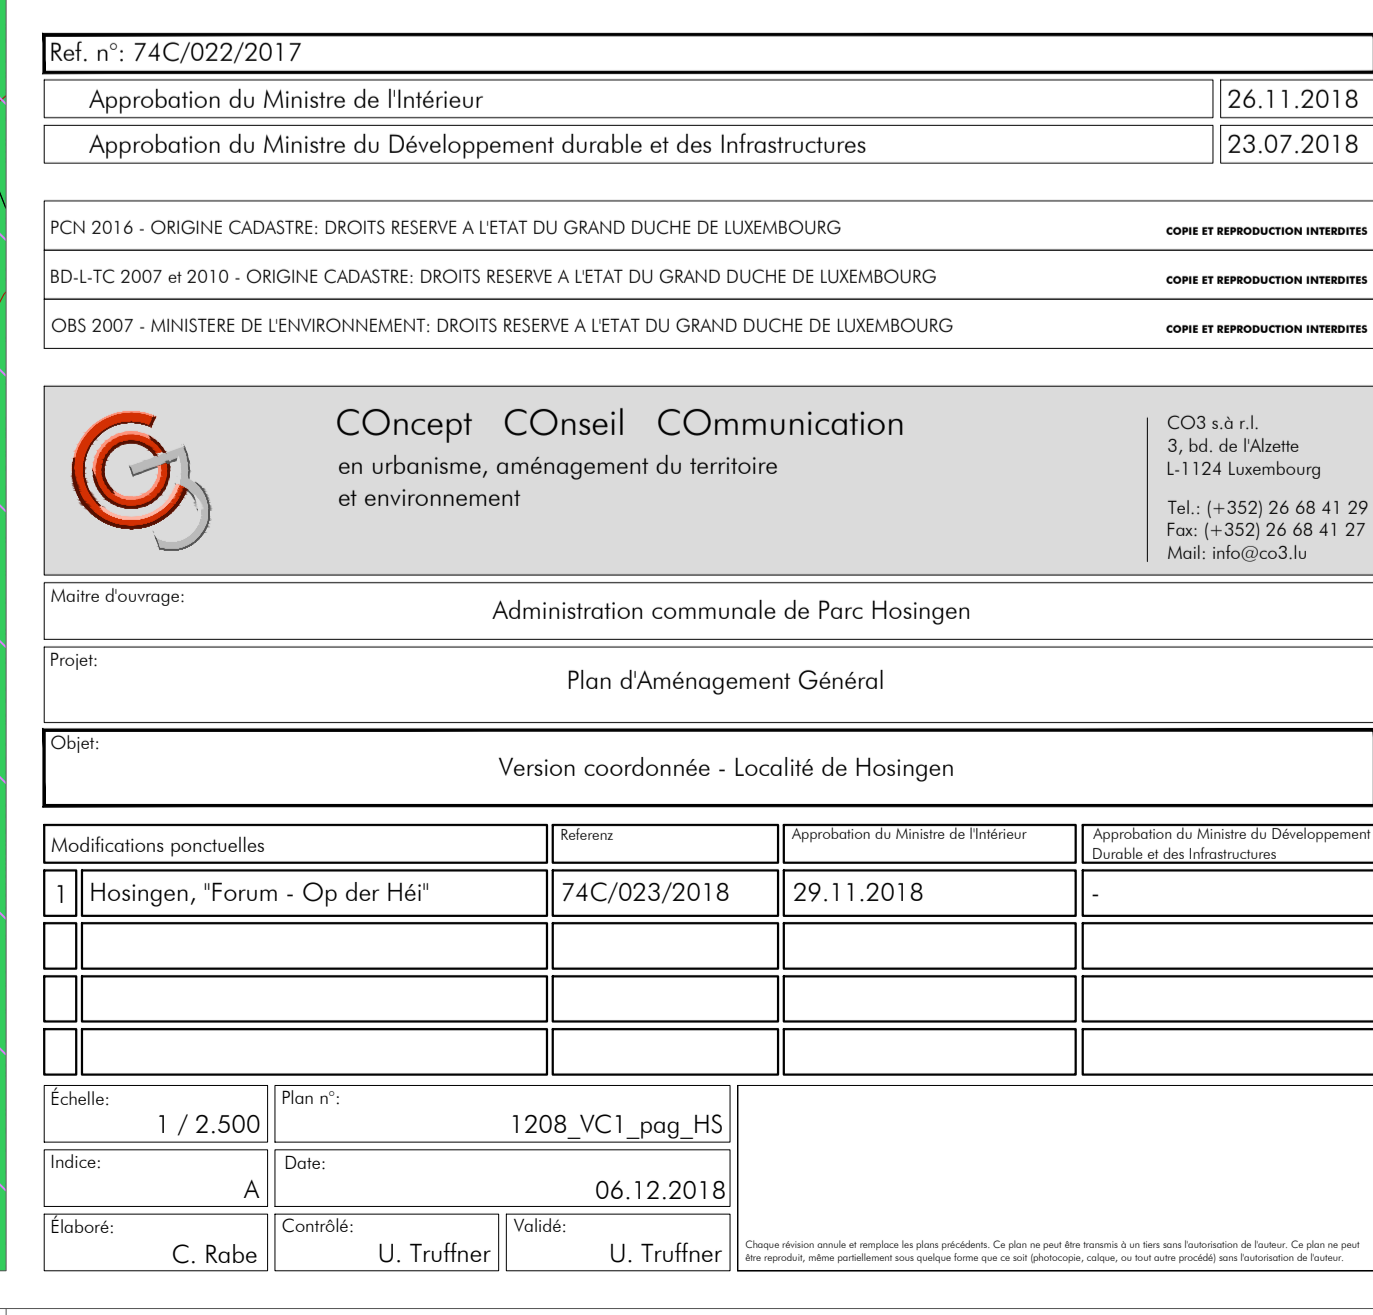 Ref. n°: 74C/022/2017
Approbation du Ministre de l'Intérieur 26.11.2018
Approbation du Ministre du Développement durable et des Infrastructures 23.07.2018
PCN 2016 - ORIGINE CADASTRE: DROITS RESERVE A L'ETAT DU GRAND DUCHE DE LUXEMBOURG COPIE ET REPRODUCTION INTERDITES
BD-L-TC 2007 et 2010 - ORIGINE CADASTRE: DROITS RESERVE A L'ETAT DU GRAND DUCHE DE LUXEMBOURG COPIE ET REPRODUCTION INTERDITES
OBS 2007 - MINISTERE DE L'ENVIRONNEMENT: DROITS RESERVE A L'ETAT DU GRAND DUCHE DE LUXEMBOURG COPIE ET REPRODUCTION INTERDITES
COncept COnseil COmmunication
en urbanisme, aménagement du territoire
et environnement
CO3 s.à r.l.
3, bd. de l'Alzette
L-1124 Luxembourg
Tel.: (+352) 26 68 41 29
Fax: (+352) 26 68 41 27
Mail: info@co3.lu
Maitre d'ouvrage:
Administration communale de Parc Hosingen
Projet:
Plan d'Aménagement Général
Objet:
Version coordonnée - Localité de Hosingen
Modifications ponctuelles
Referenz
Approbation du Ministre de l'Intérieur
Approbation du Ministre du Développement
Durable et des Infrastructures
1 Hosingen, "Forum - Op der Héi" 74C/023/2018 29.11.2018 -
Échelle:
1 / 2.500
Plan n°:
1208_VC1_pag_HS
Indice:
A
Date:
06.12.2018
Élaboré:
C. Rabe
Contrôlé:
U. Truffner
Validé:
U. Truffner
Chaque révision annule et remplace les plans précédents. Ce plan ne peut être transmis à un tiers sans l'autorisation de l'auteur. Ce plan ne peut
être reproduit, même partiellement sous quelque forme que ce soit (photocopie, calque, ou tout autre procédé) sans l'autorisation de l'auteur.